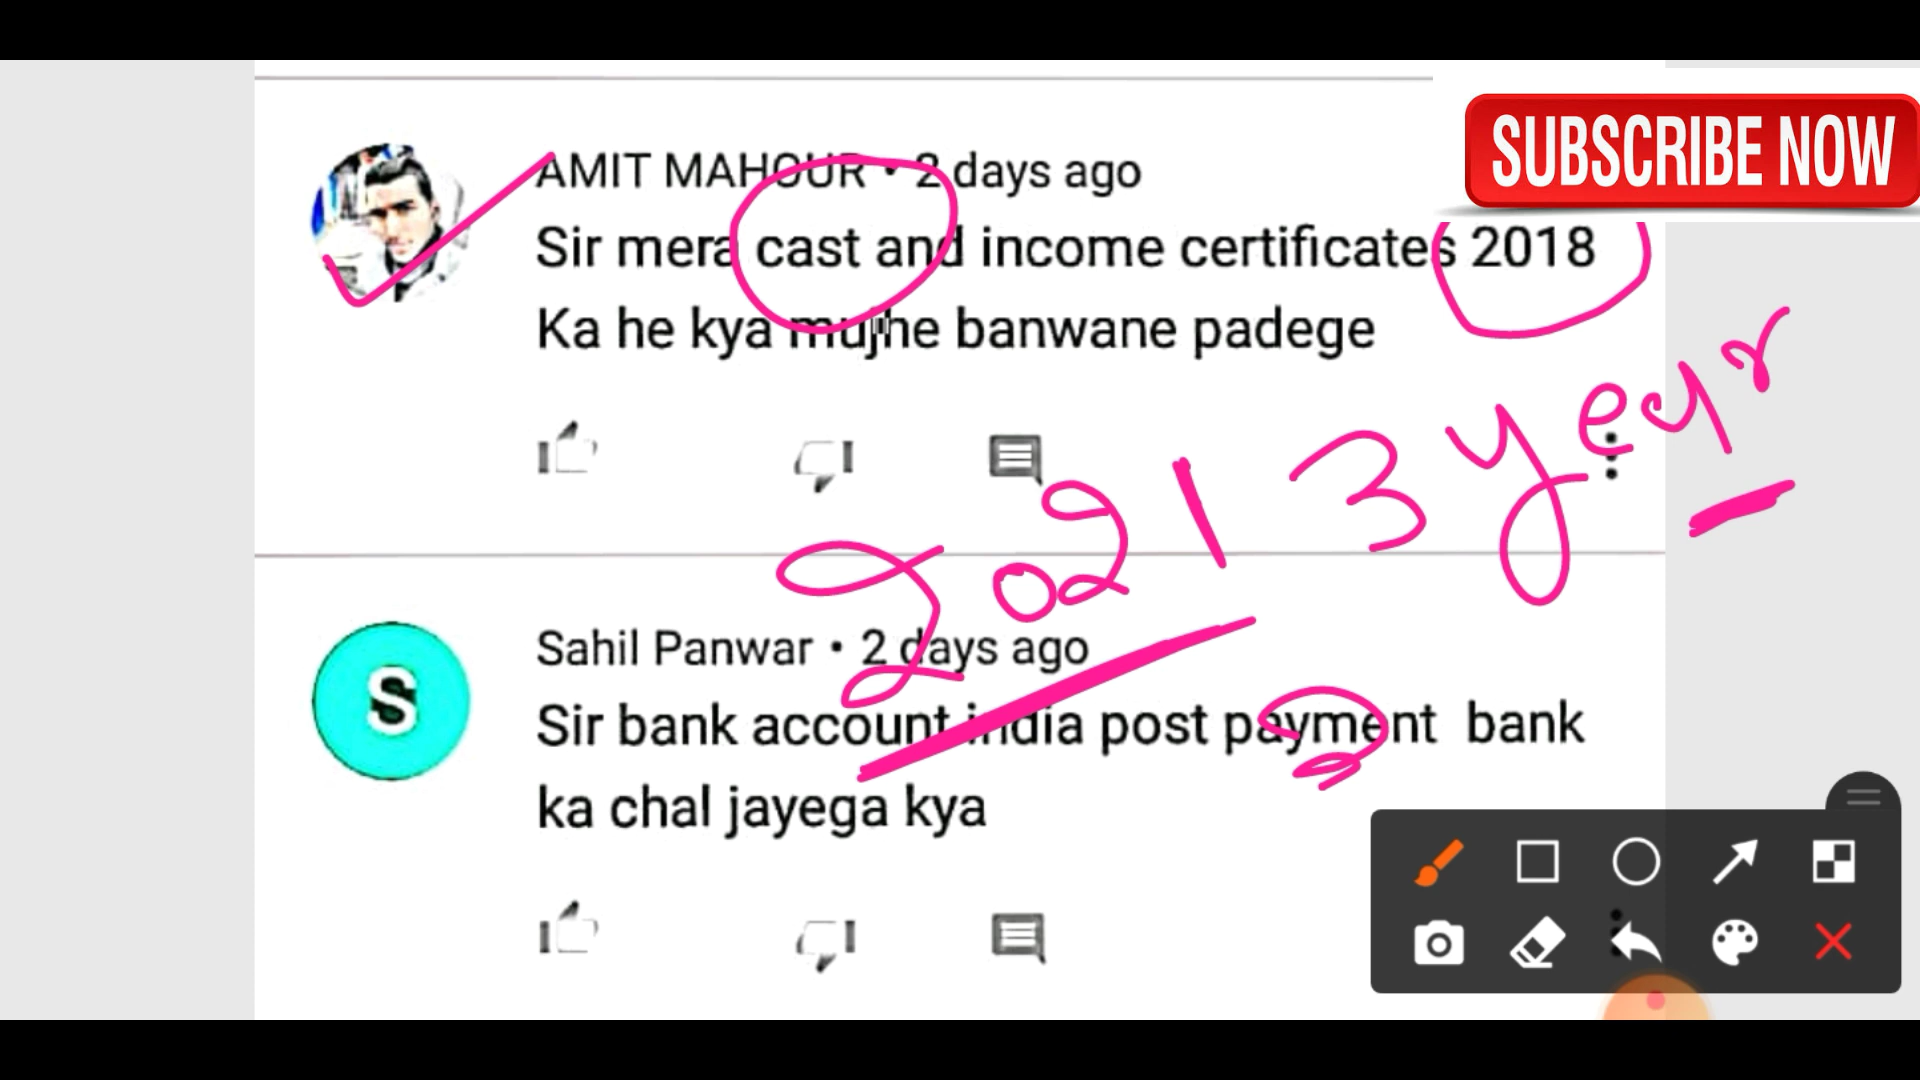 SUBSCRIBE NOW
AMIT MAHOUR • 2 days ago
Sir mera cast and income certificates 2018
Ka he kya mujhe banwane padege
2021 3 year
Sahil Panwar • 2 days ago
S
Sir bank account india post payment bank
ka chal jayega kya